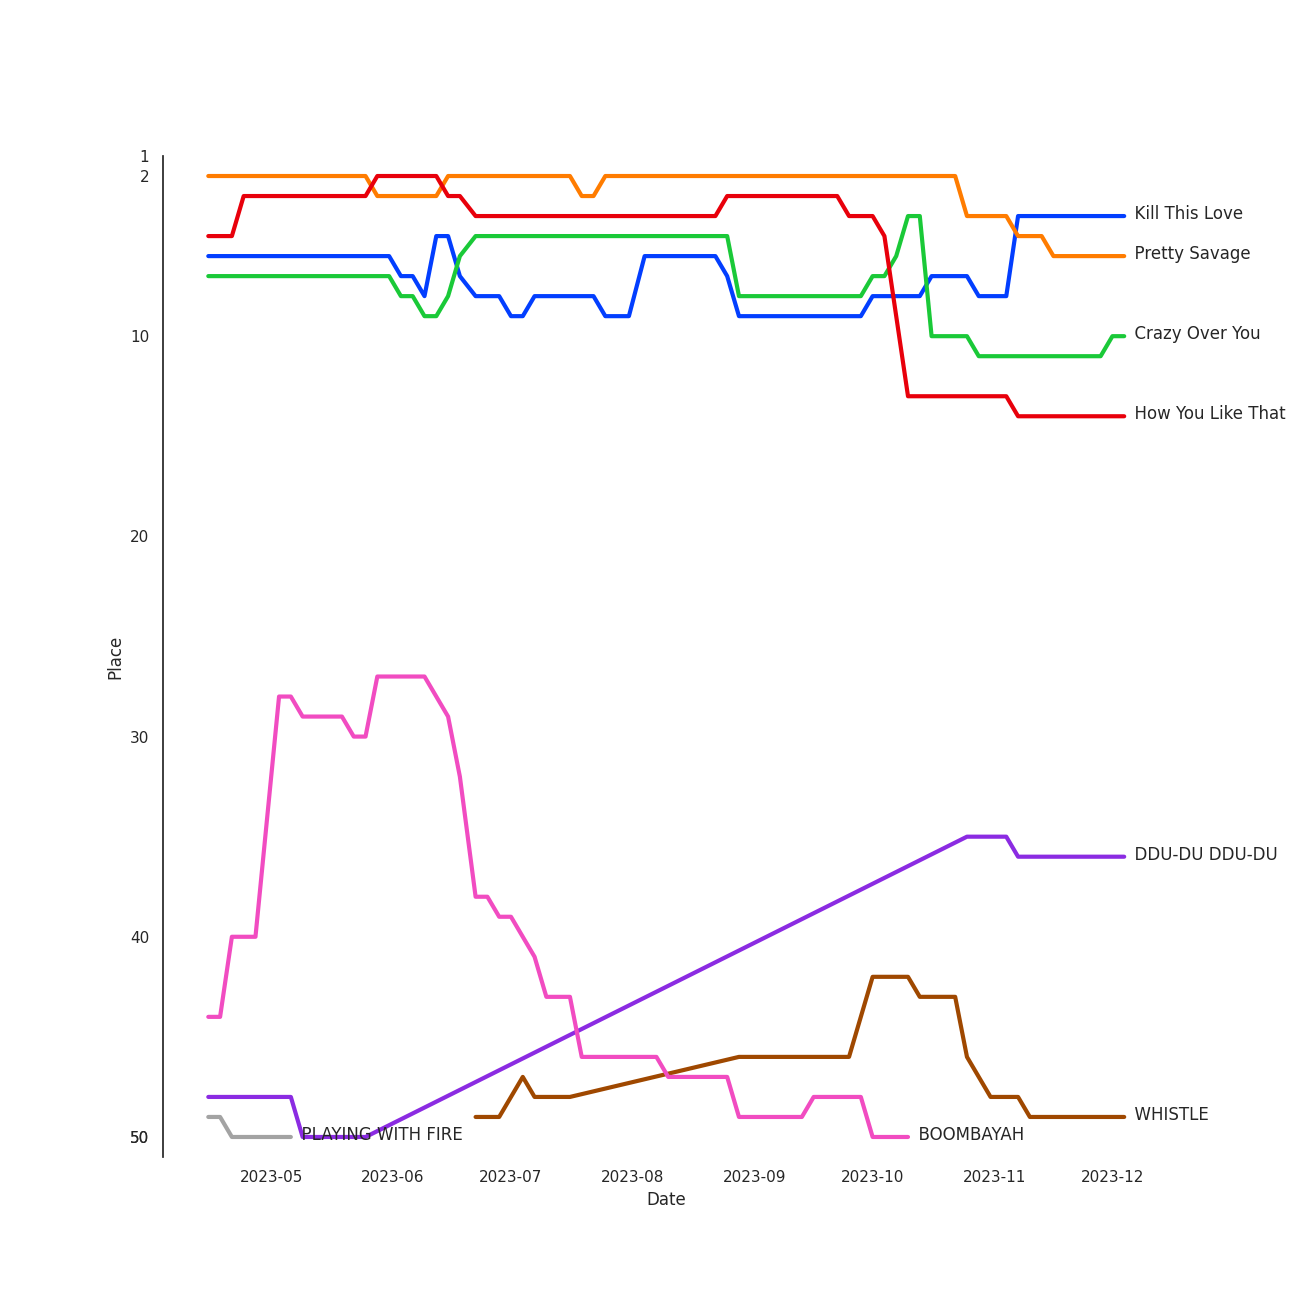 1
2
10
20
30
40
50
Place
Kill This Love
Pretty Savage
Crazy Over You
How You Like That
DDU-DU DDU-DU
WHISTLE
PLAYING WITH FIRE
BOOMBAYAH
2023-05 2023-06 2023-07 2023-08 2023-09 2023-10 2023-11 2023-12
Date